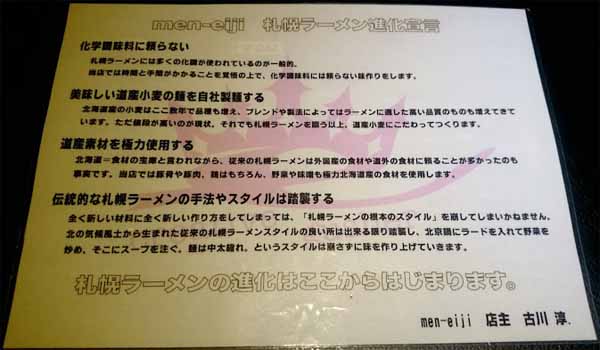 men-eiji 札幌ラーメン進化宣言
化学調味料に頼らない
札幌ラーメンには多くの化調が使われているのが一般的。
当店では時間と手間がかかることを覚悟の上で、化学調味料には頼らない味作りをします。
美味しい道産小麦の麺を自社製麺する
北海道産の小麦はここ数年で品種も増え、ブレンドや製法によってはラーメンに適した高い品質のものも増えてきて
います。ただ値段が高いのが現状。それでも札幌ラーメンを謳う以上、道産小麦にこだわってつくります。
道産素材を極力使用する
北海道＝食材の宝庫と言われながら、従来の札幌ラーメンは外国産の食材や道外の食材に頼ることが多かったのも
事実です。当店では豚骨や豚肉、鶏はもちろん、野菜や味噌も極力北海道産の食材を使用します。
伝統的な札幌ラーメンの手法やスタイルは踏襲する
全く新しい材料に全く新しい作り方をしてしまっては、「札幌ラーメンの根本のスタイル」を崩してしまいかねません。
北の気候風土から生まれた従来の札幌ラーメンスタイルの良い所は出来る限り踏襲し、北京鍋にラードを入れて野菜を
炒め、そこにスープを注ぐ。麺は中太縮れ。というスタイルは崩さずに味を作り上げていきます。
札幌ラーメンの進化はここからはじまります。
men-eiji 店主 古川 淳.